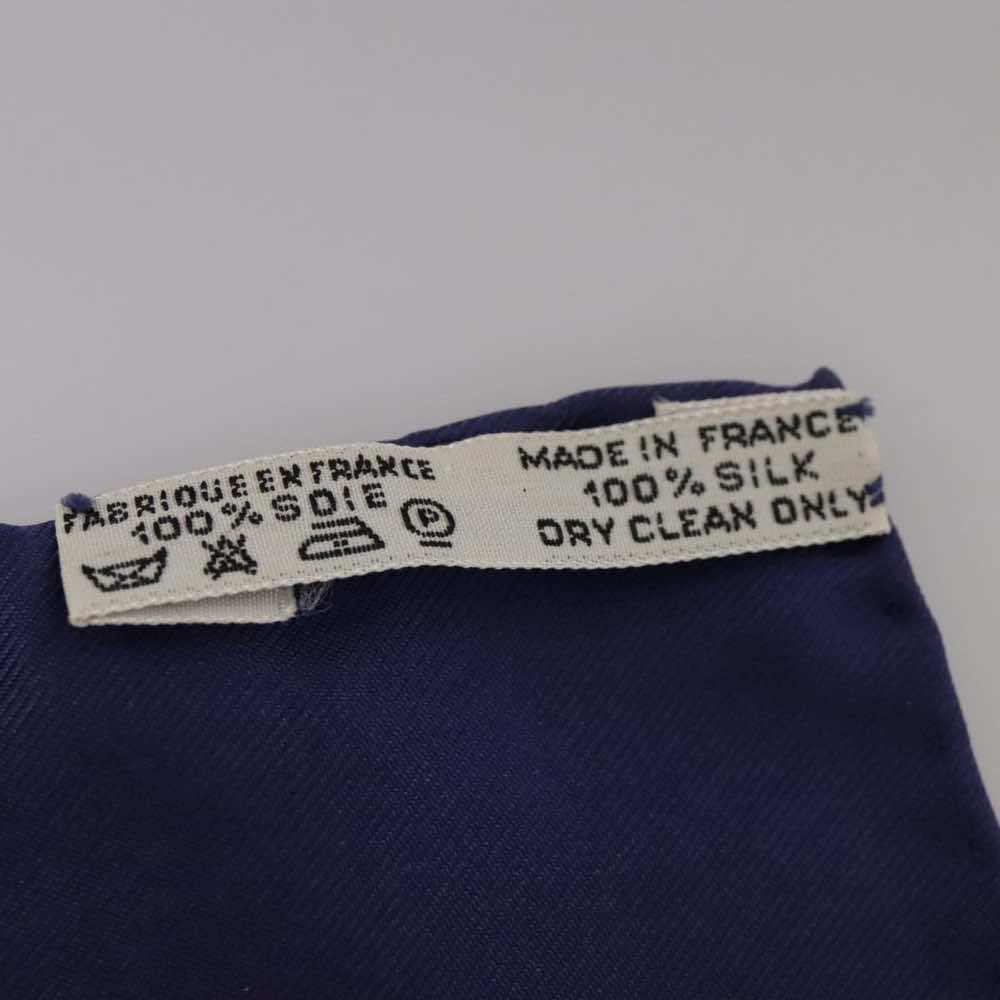 FABRIQUE EN FRANCE
100% SOIE
P
MADE IN FRANCE
100% SILK
DRY CLEAN ONLY